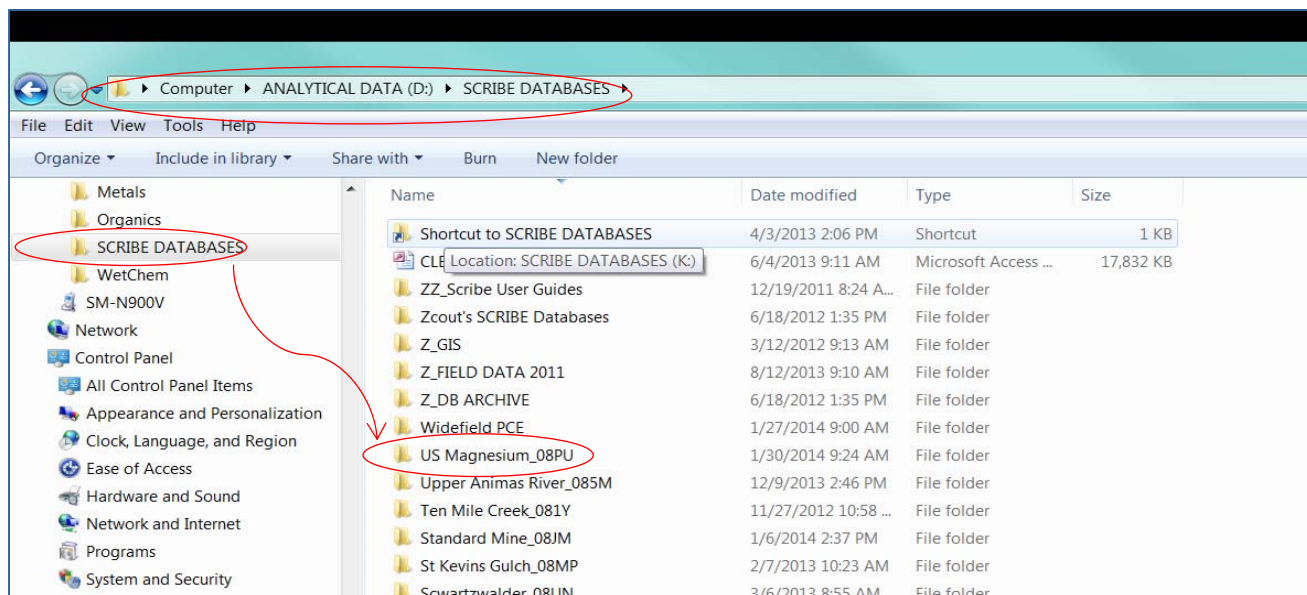 Computer ANALYTICAL DATA (D:) SCRIBE DATABASES
File Edit View Tools Help
Organize Include in library Share with Burn New folder
Metals
Organics
SCRIBE DATABASES
WetChem
SM-N900V
Network
Control Panel
All Control Panel Items
Appearance and Personalization
Clock, Language, and Region
Ease of Access
Hardware and Sound
Network and Internet
Programs
System and Security
Name Date modified Type Size
Shortcut to SCRIBE DATABASES 4/3/2013 2:06 PM Shortcut 1 KB
CLE Location: SCRIBE DATABASES (K:) 6/4/2013 9:11 AM Microsoft Access ... 17,832 KB
ZZ_Scribe User Guides 12/19/2011 8:24 A... File folder
Zcout's SCRIBE Databases 6/18/2012 1:35 PM File folder
Z_GIS 3/12/2012 9:13 AM File folder
Z_FIELD DATA 2011 8/12/2013 9:10 AM File folder
Z_DB ARCHIVE 6/18/2012 1:35 PM File folder
Widefield PCE 1/27/2014 9:00 AM File folder
US Magnesium_08PU 1/30/2014 9:24 AM File folder
Upper Animas River_085M 12/9/2013 2:46 PM File folder
Ten Mile Creek_081Y 11/27/2012 10:58 ... File folder
Standard Mine_08JM 1/6/2014 2:37 PM File folder
St Kevins Gulch_08MP 2/7/2013 10:23 AM File folder
Scwartzwalder_08UN 3/6/2013 8:55 AM File folder